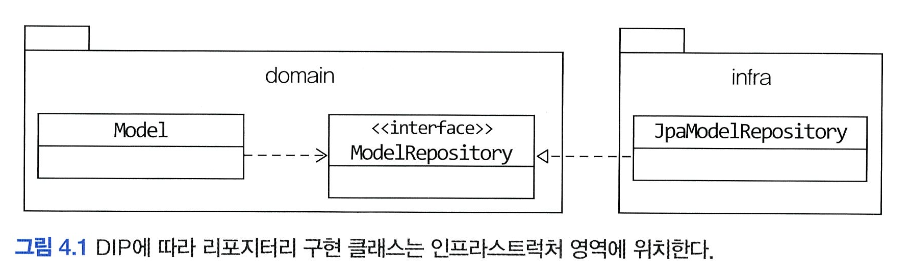 domain
infra
Model
<<interface>>
ModelRepository
JpaModelRepository
그림 4.1 DIP에 따라 리포지터리 구현 클래스는 인프라스트럭처 영역에 위치한다.